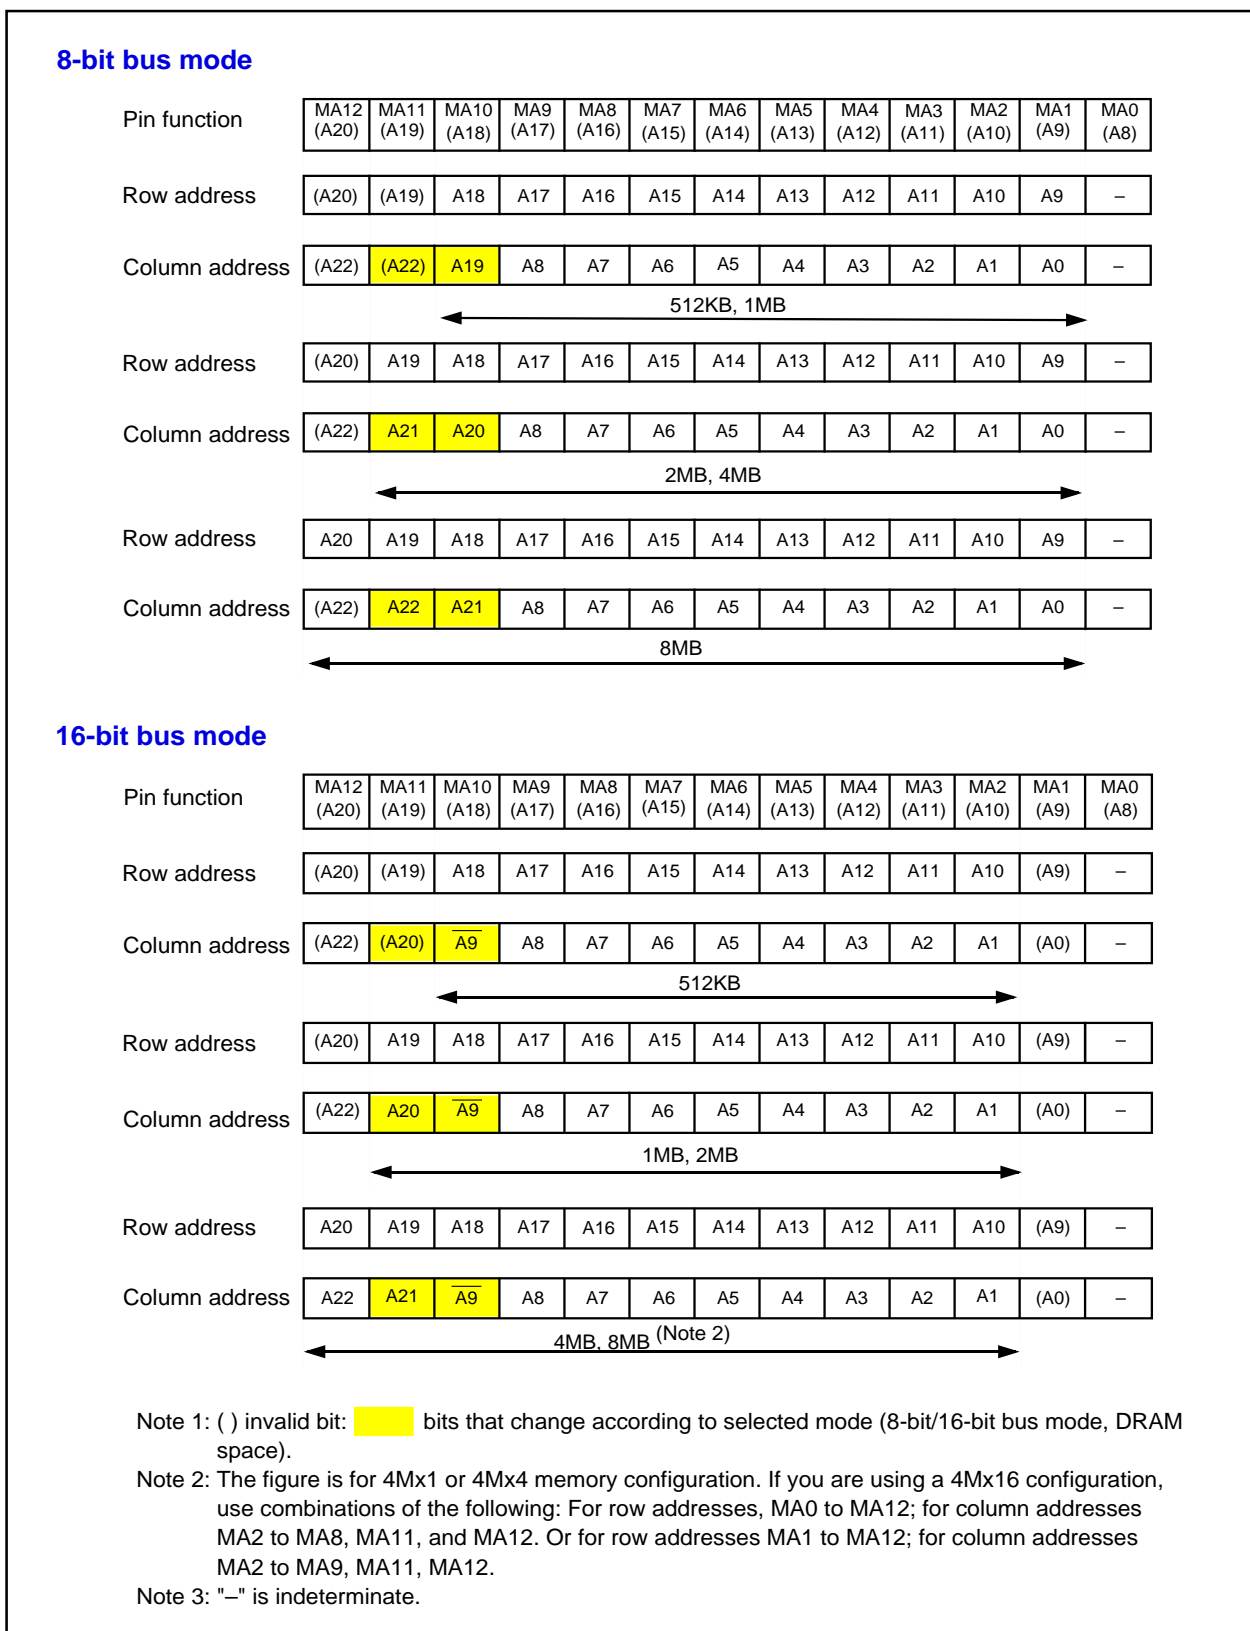 8-bit bus mode
Pin function MA12 (A20) MA11 (A19) MA10 (A18) MA9 (A17) MA8 (A16) MA7 (A15) MA6 (A14) MA5 (A13) MA4 (A12) MA3 (A11) MA2 (A10) MA1 (A9) MA0 (A8)
Row address (A20) (A19) A18 A17 A16 A15 A14 A13 A12 A11 A10 A9 –
Column address (A22) (A22) A19 A8 A7 A6 A5 A4 A3 A2 A1 A0 –
512KB, 1MB
Row address (A20) A19 A18 A17 A16 A15 A14 A13 A12 A11 A10 A9 –
Column address (A22) A21 A20 A8 A7 A6 A5 A4 A3 A2 A1 A0 –
2MB, 4MB
Row address A20 A19 A18 A17 A16 A15 A14 A13 A12 A11 A10 A9 –
Column address (A22) A22 A21 A8 A7 A6 A5 A4 A3 A2 A1 A0 –
8MB
16-bit bus mode
Pin function MA12 (A20) MA11 (A19) MA10 (A18) MA9 (A17) MA8 (A16) MA7 (A15) MA6 (A14) MA5 (A13) MA4 (A12) MA3 (A11) MA2 (A10) MA1 (A9) MA0 (A8)
Row address (A20) (A19) A18 A17 A16 A15 A14 A13 A12 A11 A10 (A9) –
Column address (A22) (A20) A̅9̅ A8 A7 A6 A5 A4 A3 A2 A1 (A0) –
512KB
Row address (A20) A19 A18 A17 A16 A15 A14 A13 A12 A11 A10 (A9) –
Column address (A22) A20 A̅9̅ A8 A7 A6 A5 A4 A3 A2 A1 (A0) –
1MB, 2MB
Row address A20 A19 A18 A17 A16 A15 A14 A13 A12 A11 A10 (A9) –
Column address A22 A21 A̅9̅ A8 A7 A6 A5 A4 A3 A2 A1 (A0) –
4MB, 8MB (Note 2)
Note 1: ( ) invalid bit: bits that change according to selected mode (8-bit/16-bit bus mode, DRAM
space).
Note 2: The figure is for 4Mx1 or 4Mx4 memory configuration. If you are using a 4Mx16 configuration,
use combinations of the following: For row addresses, MA0 to MA12; for column addresses
MA2 to MA8, MA11, and MA12. Or for row addresses MA1 to MA12; for column addresses
MA2 to MA9, MA11, MA12.
Note 3: "–" is indeterminate.